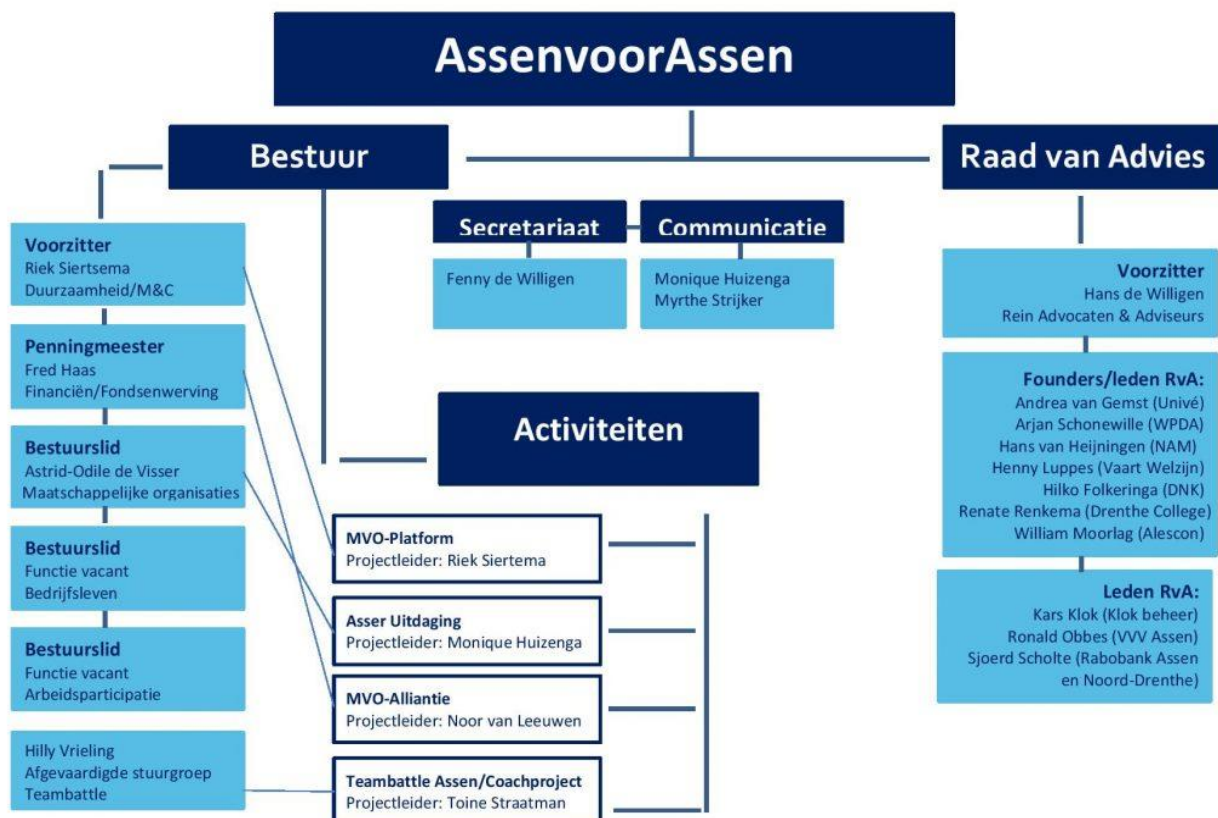 AssenvoorAssen
Bestuur
Raad van Advies
Secretariaat
Communicatie
Fenny de Willigen
Monique Huizenga
Myrthe Strijker
Voorzitter
Riek Siertsema
Duurzaamheid/M&C
Penningmeester
Fred Haas
Financiën/Fondsenwerving
Bestuurslid
Astrid-Odile de Visser
Maatschappelijke organisaties
Bestuurslid
Functie vacant
Bedrijfsleven
Bestuurslid
Functie vacant
Arbeidsparticipatie
Hilly Vrieling
Afgevaardigde stuurgroep
Teambattle
Activiteiten
MVO-Platform
Projectleider: Riek Siertema
Asser Uitdaging
Projectleider: Monique Huizenga
MVO-Alliantie
Projectleider: Noor van Leeuwen
Teambattle Assen/Coachproject
Projectleider: Toine Straatman
Voorzitter
Hans de Willigen
Rein Advocaten & Adviseurs
Founders/leden RvA:
Andrea van Gemst (Univé)
Arjan Schonewille (WPDA)
Hans van Heijningen (NAM)
Henny Luppes (Vaart Welzijn)
Hilko Folkeringa (DNK)
Renate Renkema (Drenthe College)
William Moorlag (Alescon)
Leden RvA:
Kars Klok (Klok beheer)
Ronald Obbes (VVV Assen)
Sjoerd Scholte (Rabobank Assen
en Noord-Drenthe)